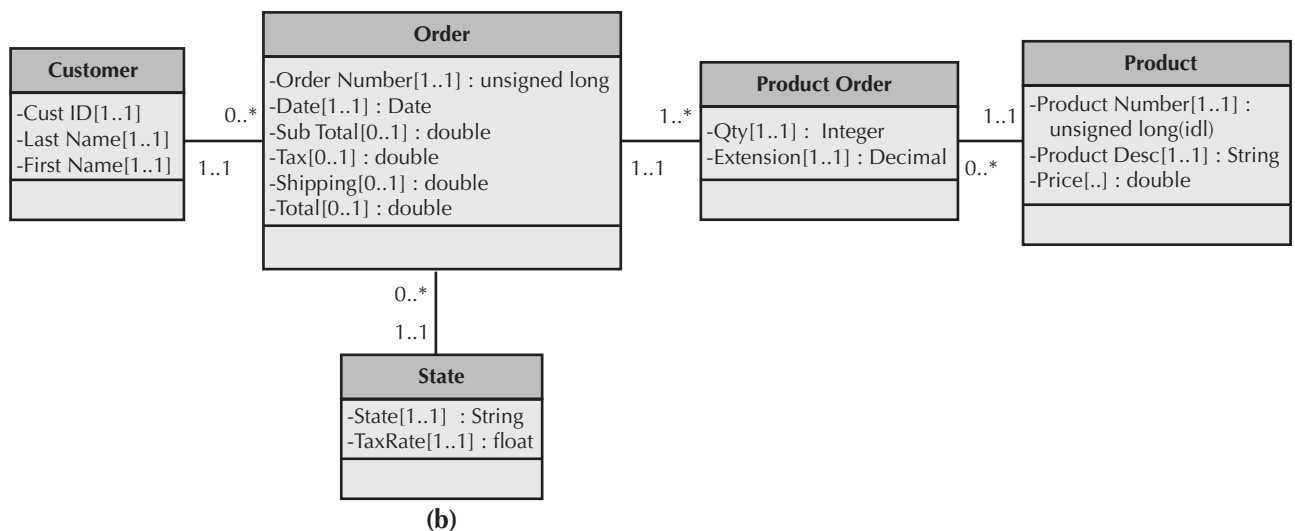 Customer
-Cust ID[1..1]
-Last Name[1..1]
-First Name[1..1]
0..*
1..1
Order
-Order Number[1..1] : unsigned long
-Date[1..1] : Date
-Sub Total[0..1] : double
-Tax[0..1] : double
-Shipping[0..1] : double
-Total[0..1] : double
1..*
1..1
Product Order
-Qty[1..1] : Integer
-Extension[1..1] : Decimal
1..1
0..*
Product
-Product Number[1..1] :
unsigned long(idl)
-Product Desc[1..1] : String
-Price[..] : double
0..*
1..1
State
-State[1..1] : String
-TaxRate[1..1] : float
(b)